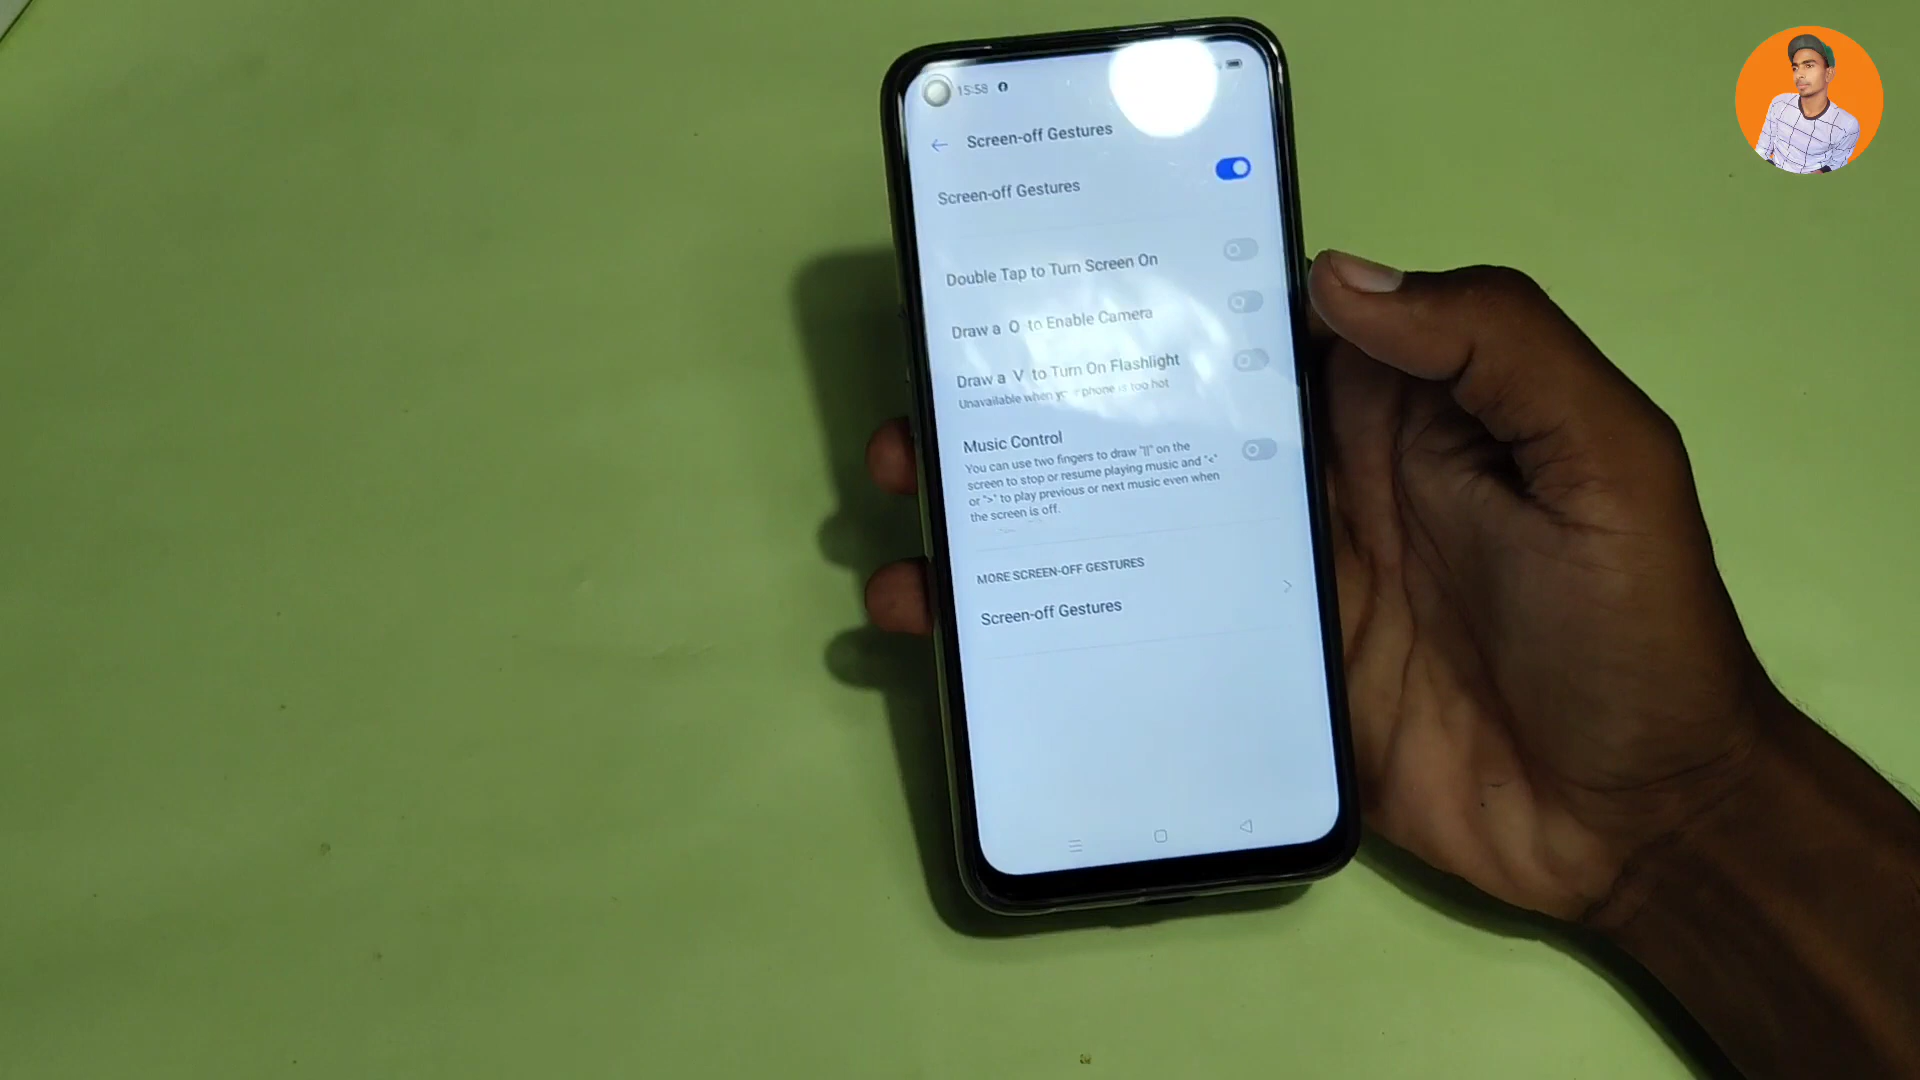 15:58
Screen-off Gestures
Screen-off Gestures
Double Tap to Turn Screen On
Draw a O to Enable Camera
Draw a V to Turn On Flashlight
Unavailable when your phone is too hot
Music Control
You can use two fingers to draw "||" on the
screen to stop or resume playing music and "<"
or ">" to play previous or next music even when
the screen is off.
MORE SCREEN-OFF GESTURES
Screen-off Gestures